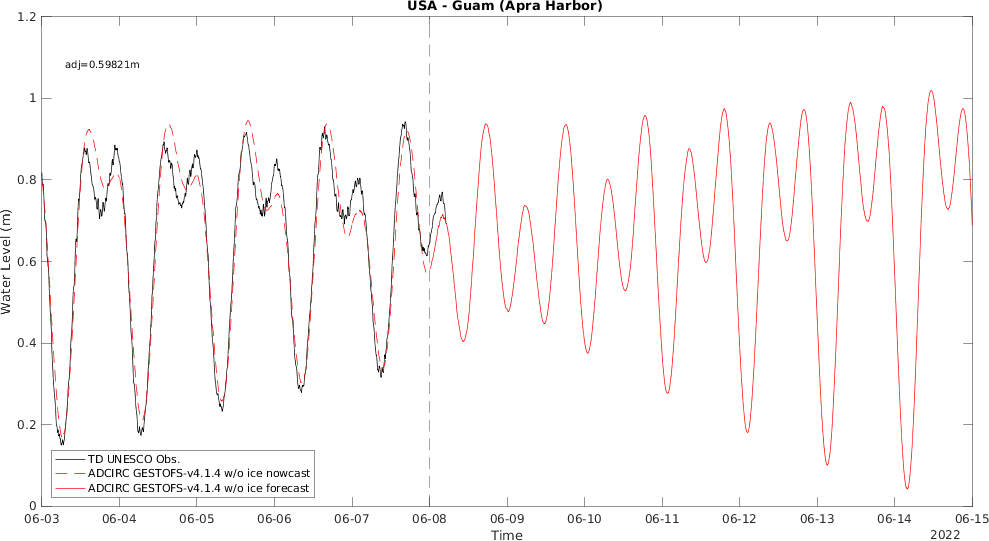 USA - Guam (Apra Harbor)
1.2
adj=0.59821m
1
0.8
0.6
0.4
0.2
0
Water Level (m)
TD UNESCO Obs.
ADCIRC GESTOFS-v4.1.4 w/o ice nowcast
ADCIRC GESTOFS-v4.1.4 w/o ice forecast
06-03 06-04 06-05 06-06 06-07 06-08 06-09 06-10 06-11 06-12 06-13 06-14 06-15
Time
2022